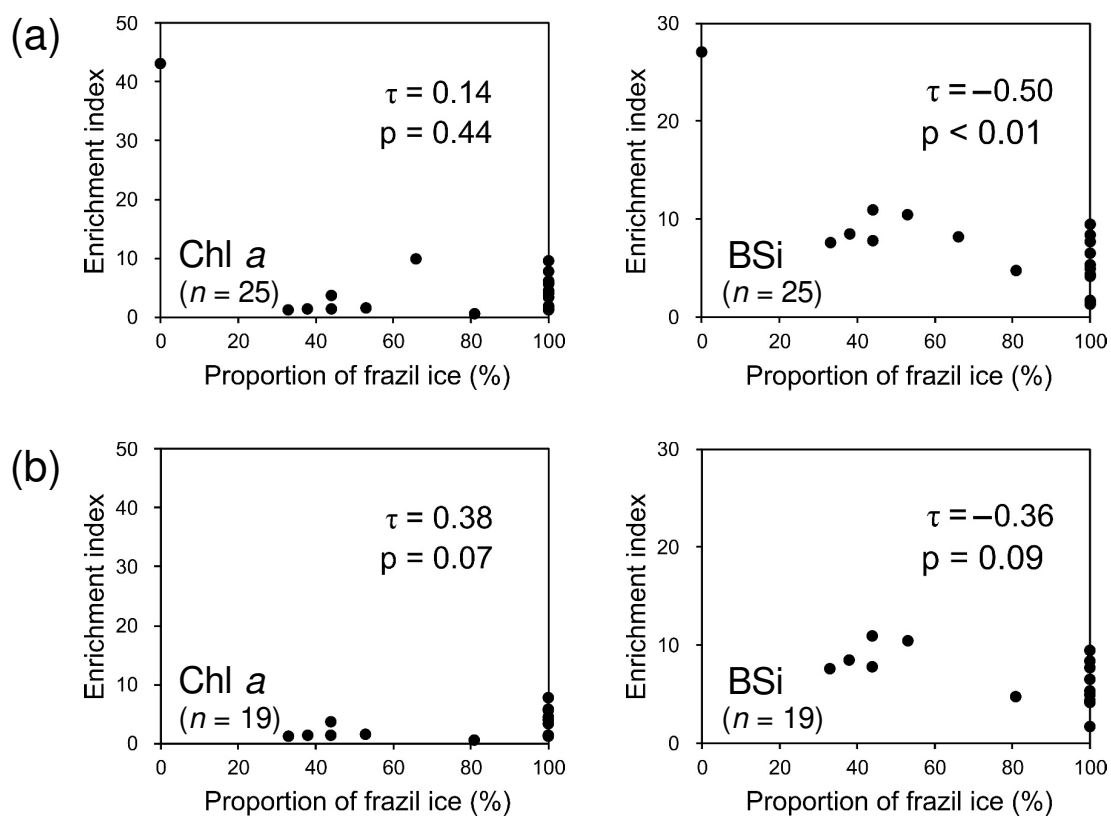 (a)
50
40
30
20
10
0
Enrichment index
τ = 0.14
p = 0.44
Chl a
(n = 25)
0 20 40 60 80 100
Proportion of frazil ice (%)
30
20
10
0
Enrichment index
τ = −0.50
p < 0.01
BSi
(n = 25)
0 20 40 60 80 100
Proportion of frazil ice (%)
(b)
50
40
30
20
10
0
Enrichment index
τ = 0.38
p = 0.07
Chl a
(n = 19)
0 20 40 60 80 100
Proportion of frazil ice (%)
30
20
10
0
Enrichment index
τ = −0.36
p = 0.09
BSi
(n = 19)
0 20 40 60 80 100
Proportion of frazil ice (%)